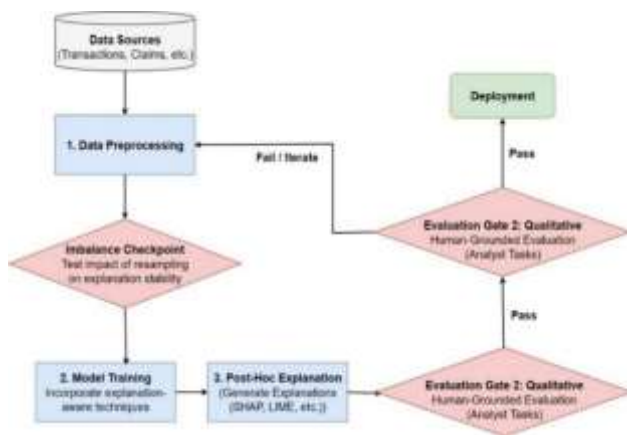 Data Sources
(Transactions, Claims, etc.)
Deployment
1. Data Preprocessing
Fail / Iterate
Pass
Imbalance Checkpoint
Test impact of resampling
on explanation stability
Evaluation Gate 2: Qualitative
Human-Grounded Evaluation
(Analyst Tasks)
Pass
2. Model Training
Incorporate explanation-
aware techniques
3. Post-Hoc Explanation
(Generate Explanations
(SHAP, LIME, etc.))
Evaluation Gate 2: Qualitative
Human-Grounded Evaluation
(Analyst Tasks)